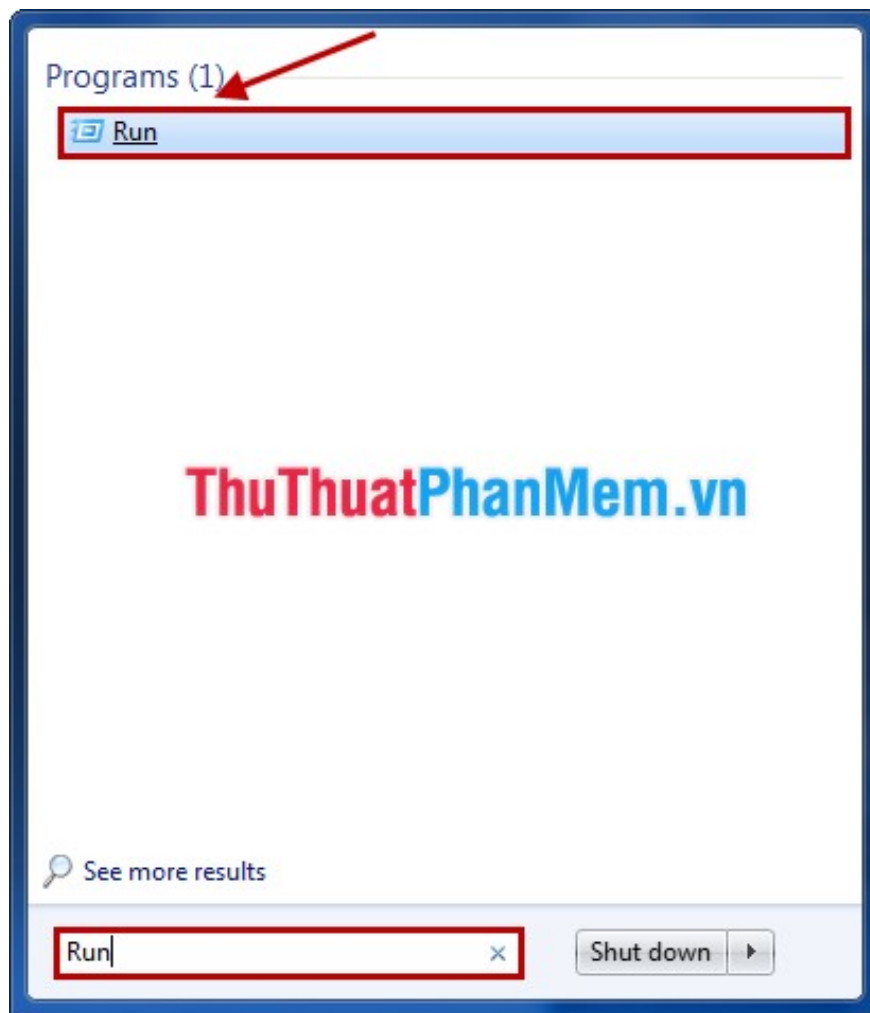 Programs (1)
Run
ThuThuatPhanMem.vn
See more results
Run
Shut down